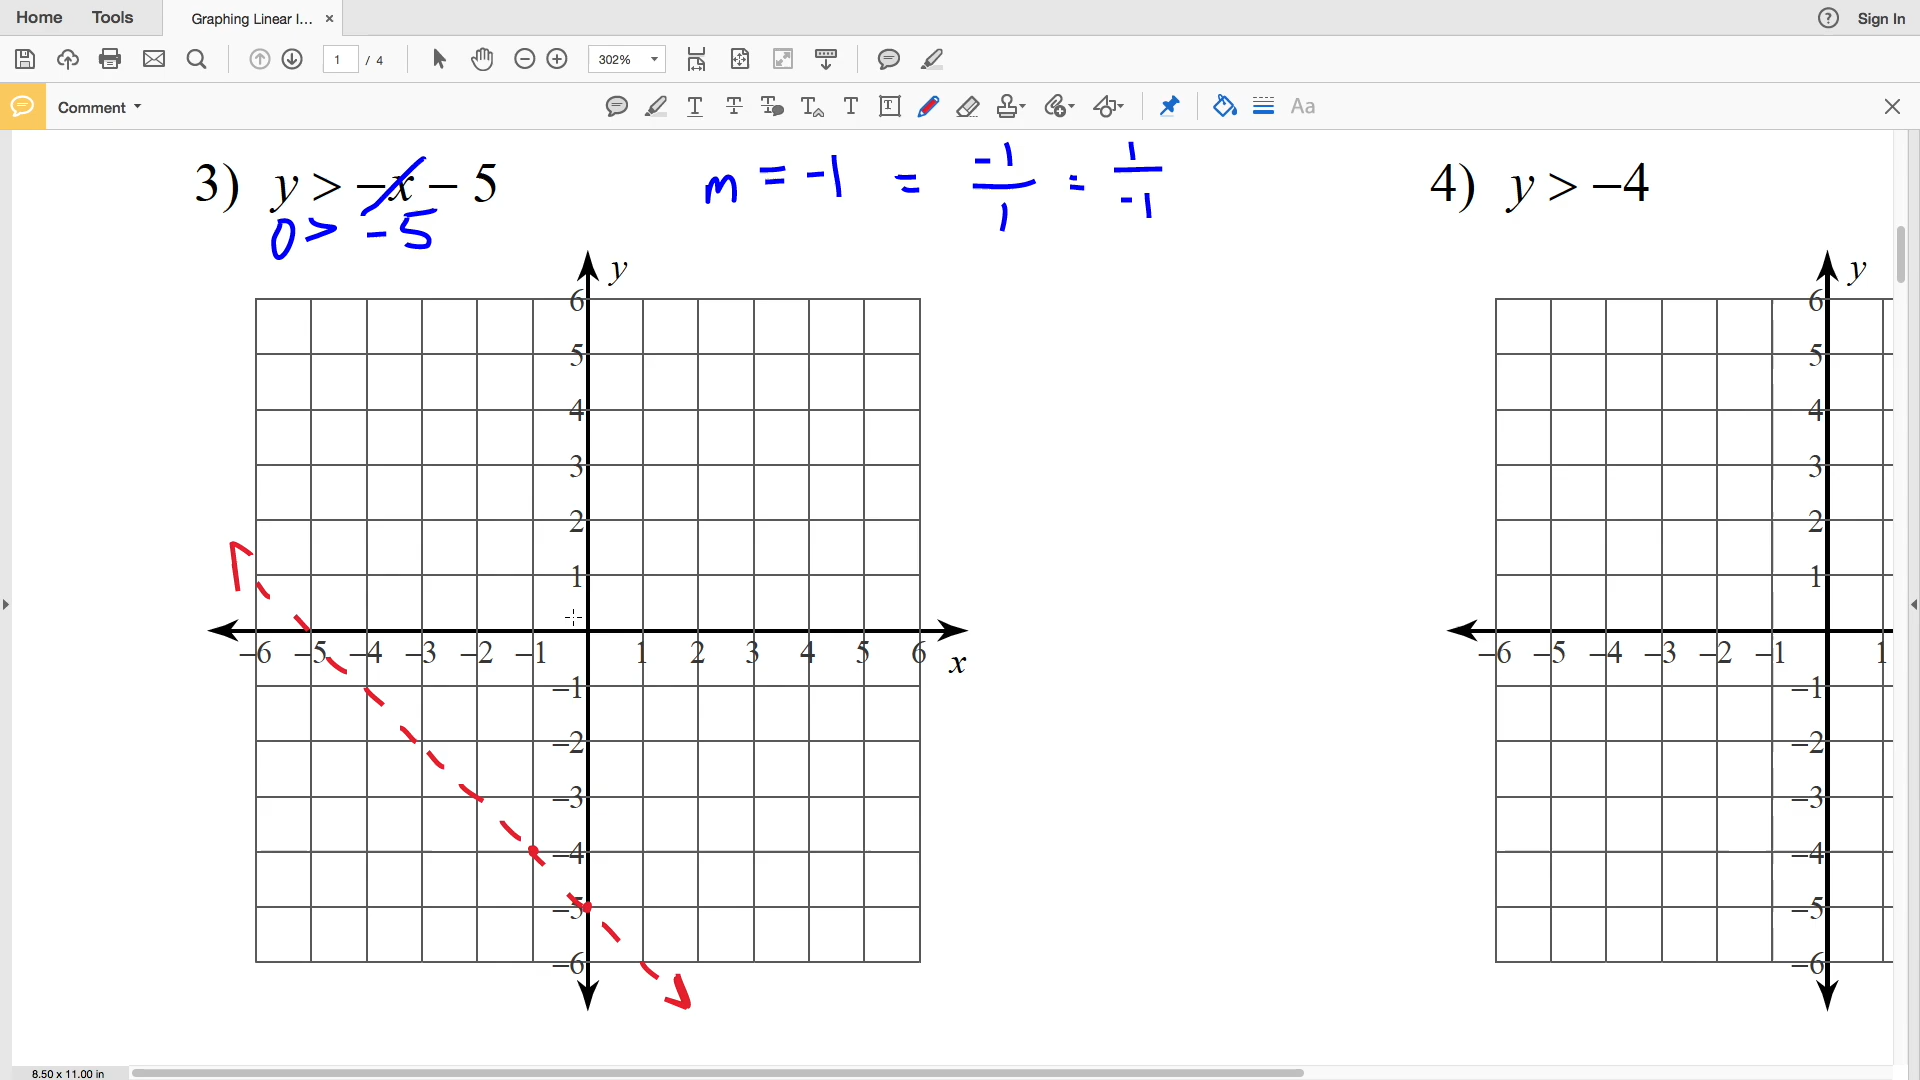 Home Tools Graphing Linear I... × ? Sign In
1 / 4 302%
Comment Aa
3) y > −x − 5 m = -1 = -1/1 = 1/-1 4) y > −4
0 > -5
y y
6 6
5 5
4 4
3 3
2 2
1 1
−6 −5 −4 −3 −2 −1 1 2 3 4 5 6 x −6 −5 −4 −3 −2 −1 1
−1 −1
−2 −2
−3 −3
−4 −4
−5 −5
−6 −6
8.50 x 11.00 in